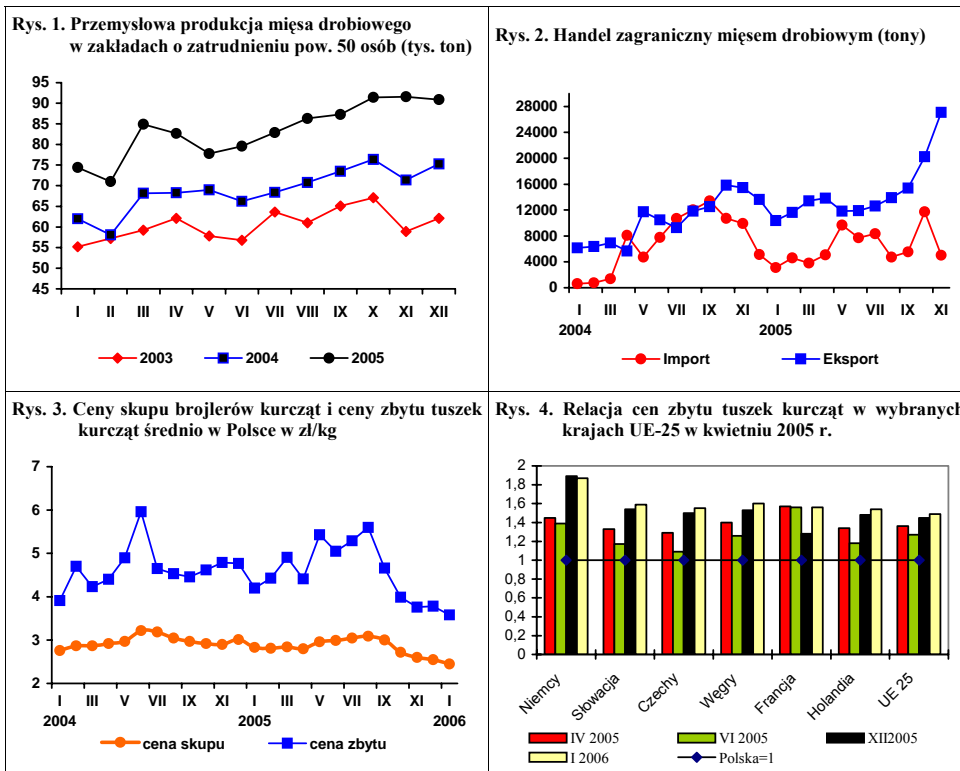 Rys. 1. Przemysłowa produkcja mięsa drobiowego
w zakładach o zatrudnieniu pow. 50 osób (tys. ton)
95
90
85
80
75
70
65
60
55
50
45
I II III IV V VI VII VIII IX X XI XII
2003 2004 2005
Rys. 2. Handel zagraniczny mięsem drobiowym (tony)
28000
24000
20000
16000
12000
8000
4000
0
I III V VII IX XI I III V VII IX XI
2004 2005
Import Eksport
Rys. 3. Ceny skupu brojlerów kurcząt i ceny zbytu tuszek
kurcząt średnio w Polsce w zł/kg
7
6
5
4
3
2
I III V VII IX XI I III V VII IX XI I
2004 2005 2006
cena skupu cena zbytu
Rys. 4. Relacja cen zbytu tuszek kurcząt w wybranych
krajach UE-25 w kwietniu 2005 r.
2
1,8
1,6
1,4
1,2
1
0,8
0,6
0,4
0,2
0
Niemcy Słowacja Czechy Węgry Francja Holandia UE 25
IV 2005 VI 2005 XII2005
I 2006 Polska=1